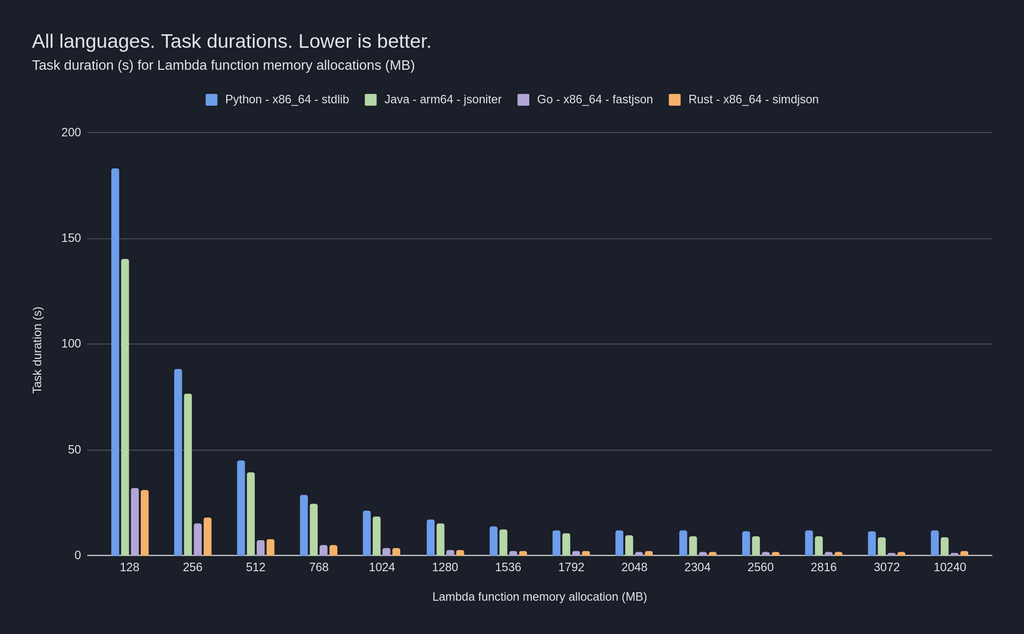 All languages. Task durations. Lower is better.
Task duration (s) for Lambda function memory allocations (MB)
Python - x86_64 - stdlib Java - arm64 - jsoniter Go - x86_64 - fastjson Rust - x86_64 - simdjson
200
150
100
50
0
Task duration (s)
128 256 512 768 1024 1280 1536 1792 2048 2304 2560 2816 3072 10240
Lambda function memory allocation (MB)